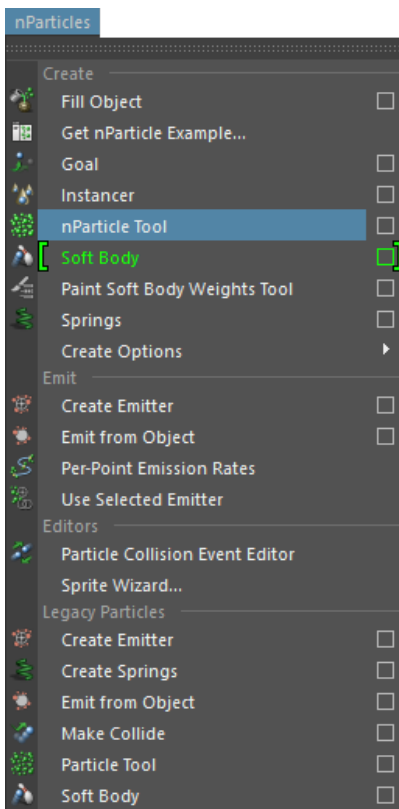 nParticles
Create
Fill Object
Get nParticle Example...
Goal
Instancer
nParticle Tool
Soft Body
Paint Soft Body Weights Tool
Springs
Create Options
Emit
Create Emitter
Emit from Object
Per-Point Emission Rates
Use Selected Emitter
Editors
Particle Collision Event Editor
Sprite Wizard...
Legacy Particles
Create Emitter
Create Springs
Emit from Object
Make Collide
Particle Tool
Soft Body